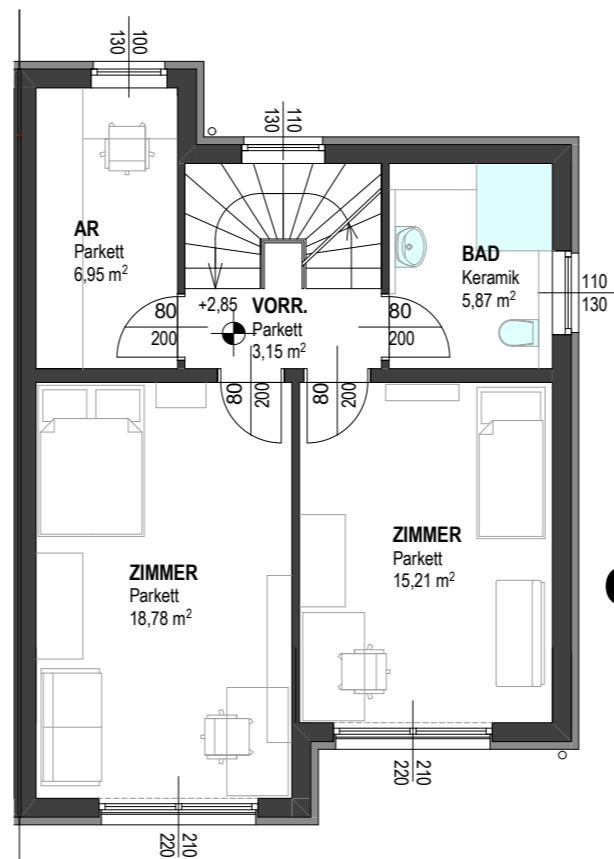 100
130
110
130
AR
Parkett
6,95 m²
BAD
Keramik
5,87 m²
110
130
+2,85
VORR.
Parkett
3,15 m²
80
200
80
200
80
200
80
200
ZIMMER
Parkett
18,78 m²
ZIMMER
Parkett
15,21 m²
210
220
210
220